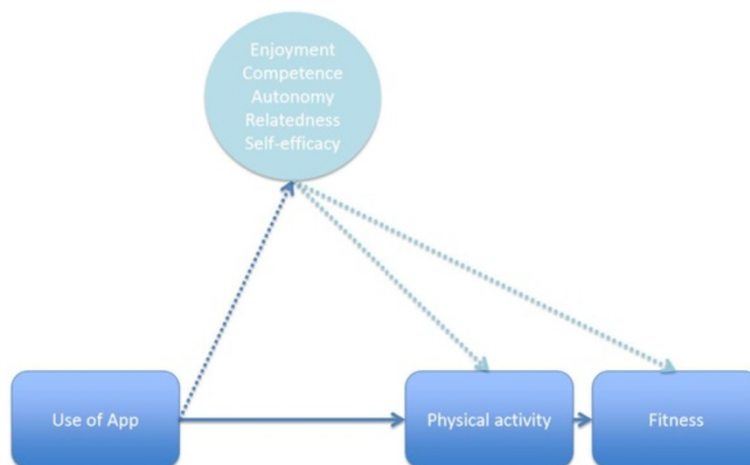 Enjoyment
Competence
Autonomy
Relatedness
Self-efficacy
Use of App
Physical activity
Fitness